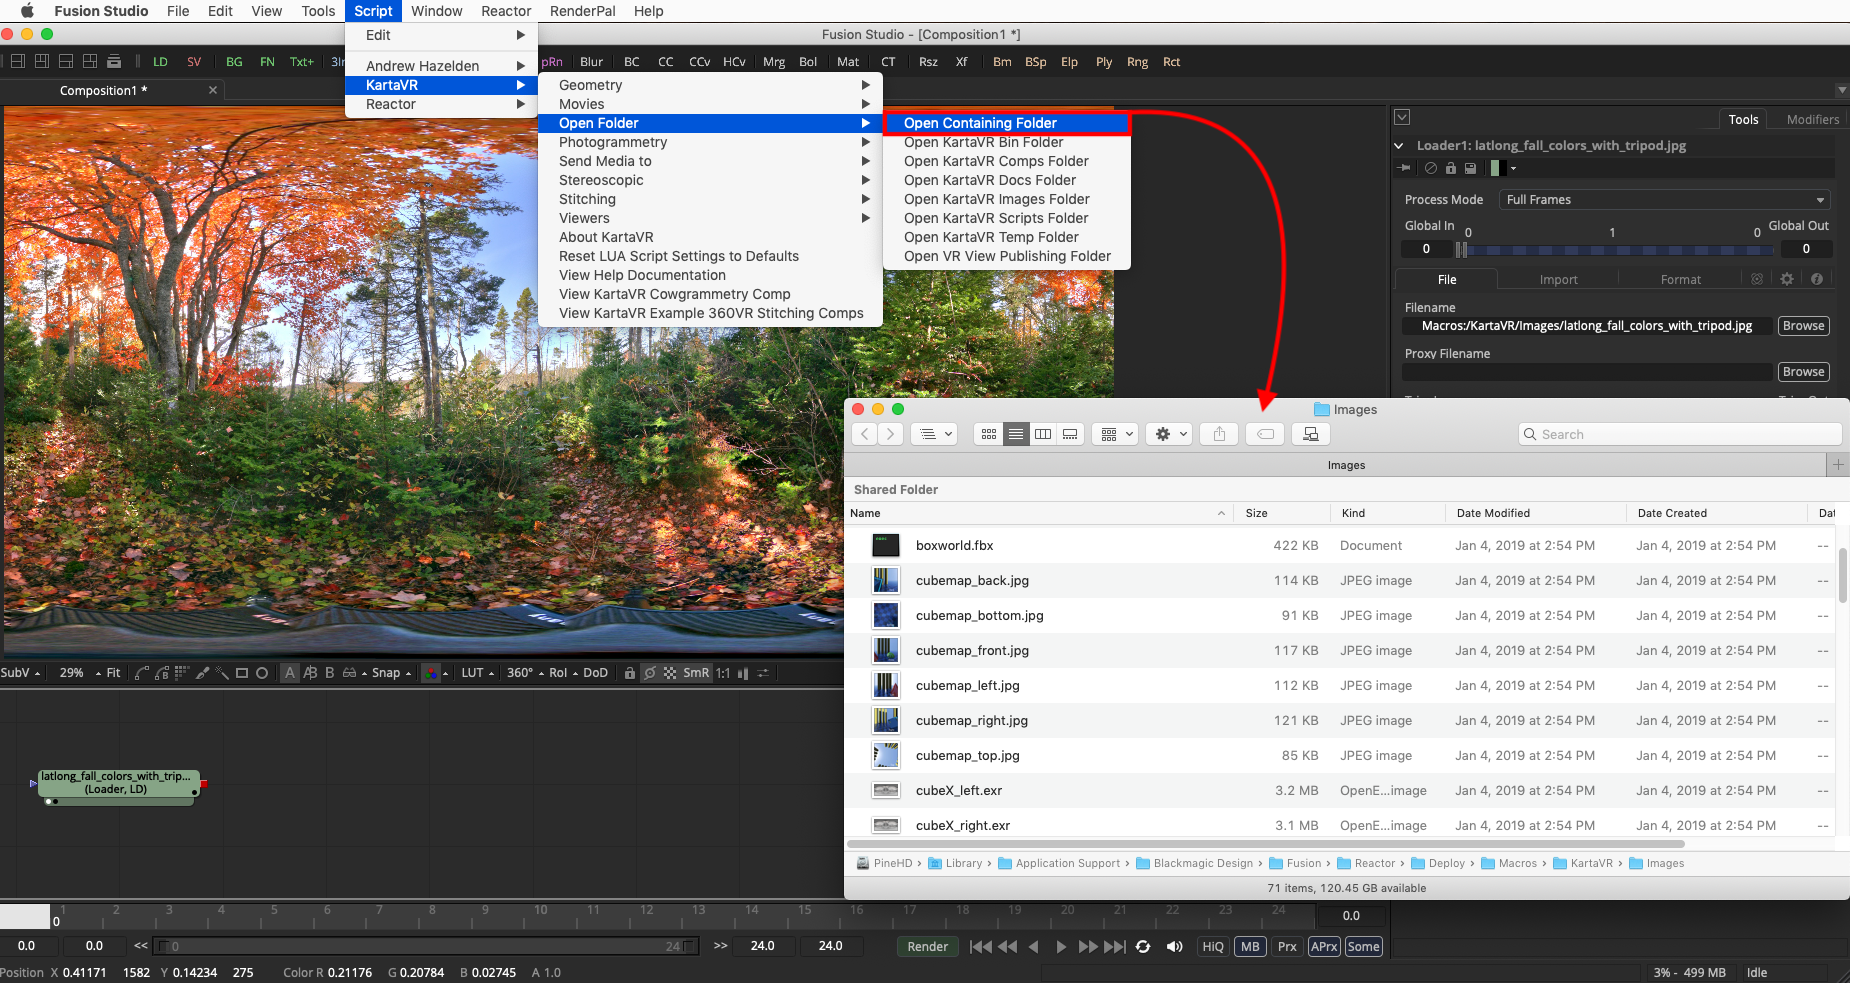 Fusion Studio File Edit View Tools Script Window Reactor RenderPal Help
Fusion Studio - [Composition1 *]
Edit
Andrew Hazelden
KartaVR
Reactor
LD SV BG FN Txt+ pRn Blur BC CC CCv HCv Mrg Bol Mat CT Rsz Xf Bm BSp Elp Ply Rng Rct
Composition1 *
Geometry
Movies
Open Folder
Photogrammetry
Send Media to
Stereoscopic
Stitching
Viewers
About KartaVR
Reset LUA Script Settings to Defaults
View Help Documentation
View KartaVR Cowgrammetry Comp
View KartaVR Example 360VR Stitching Comps
Open Containing Folder
Open KartaVR Bin Folder
Open KartaVR Comps Folder
Open KartaVR Docs Folder
Open KartaVR Images Folder
Open KartaVR Scripts Folder
Open KartaVR Temp Folder
Open VR View Publishing Folder
Tools Modifiers
Loader1: latlong_fall_colors_with_tripod.jpg
Process Mode Full Frames
Global In 0 1 0 Global Out
0 0
File Import Format
Filename
Macros:/KartaVR/Images/latlong_fall_colors_with_tripod.jpg Browse
Proxy Filename
Browse
Images
Search
Images
Shared Folder
Name Size Kind Date Modified Date Created Dat
boxworld.fbx 422 KB Document Jan 4, 2019 at 2:54 PM Jan 4, 2019 at 2:54 PM --
cubemap_back.jpg 114 KB JPEG image Jan 4, 2019 at 2:54 PM Jan 4, 2019 at 2:54 PM --
cubemap_bottom.jpg 91 KB JPEG image Jan 4, 2019 at 2:54 PM Jan 4, 2019 at 2:54 PM --
cubemap_front.jpg 117 KB JPEG image Jan 4, 2019 at 2:54 PM Jan 4, 2019 at 2:54 PM --
cubemap_left.jpg 112 KB JPEG image Jan 4, 2019 at 2:54 PM Jan 4, 2019 at 2:54 PM --
cubemap_right.jpg 121 KB JPEG image Jan 4, 2019 at 2:54 PM Jan 4, 2019 at 2:54 PM --
cubemap_top.jpg 85 KB JPEG image Jan 4, 2019 at 2:54 PM Jan 4, 2019 at 2:54 PM --
cubeX_left.exr 3.2 MB OpenE...image Jan 4, 2019 at 2:54 PM Jan 4, 2019 at 2:54 PM --
cubeX_right.exr 3.1 MB OpenE...image Jan 4, 2019 at 2:54 PM Jan 4, 2019 at 2:54 PM --
PineHD › Library › Application Support › Blackmagic Design › Fusion › Reactor › Deploy › Macros › KartaVR › Images
71 items, 120.45 GB available
SubV 29% Fit A B Snap LUT 360° RoI DoD SmR 1:1
latlong_fall_colors_with_trip...
(Loader, LD)
1 2 3 4 5 6 7 8 9 10 11 12 13 14 15 16 17 18 19 20 21 22 23 24
0
0.0
0.0 0.0 << 0 24 >> 24.0 24.0 Render HiQ MB Prx APrx Some
Position X 0.41171 1582 Y 0.14234 275 Color R 0.21176 G 0.20784 B 0.02745 A 1.0 3% - 499 MB Idle